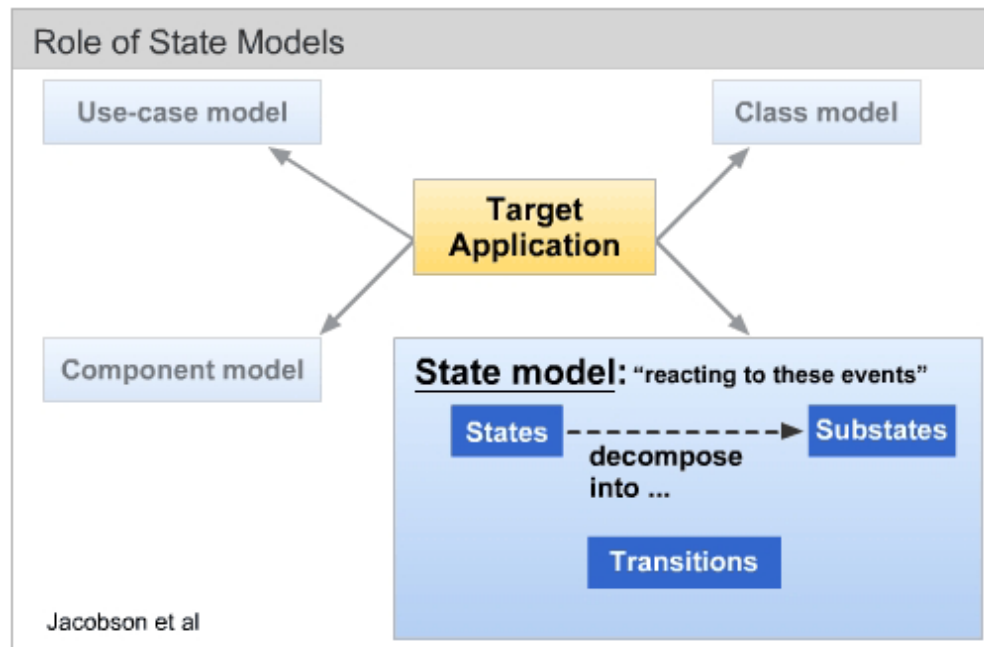 Role of State Models
Use-case model
Class model
Target
Application
Component model
State model: “reacting to these events”
States
Substates
decompose
into ...
Transitions
Jacobson et al